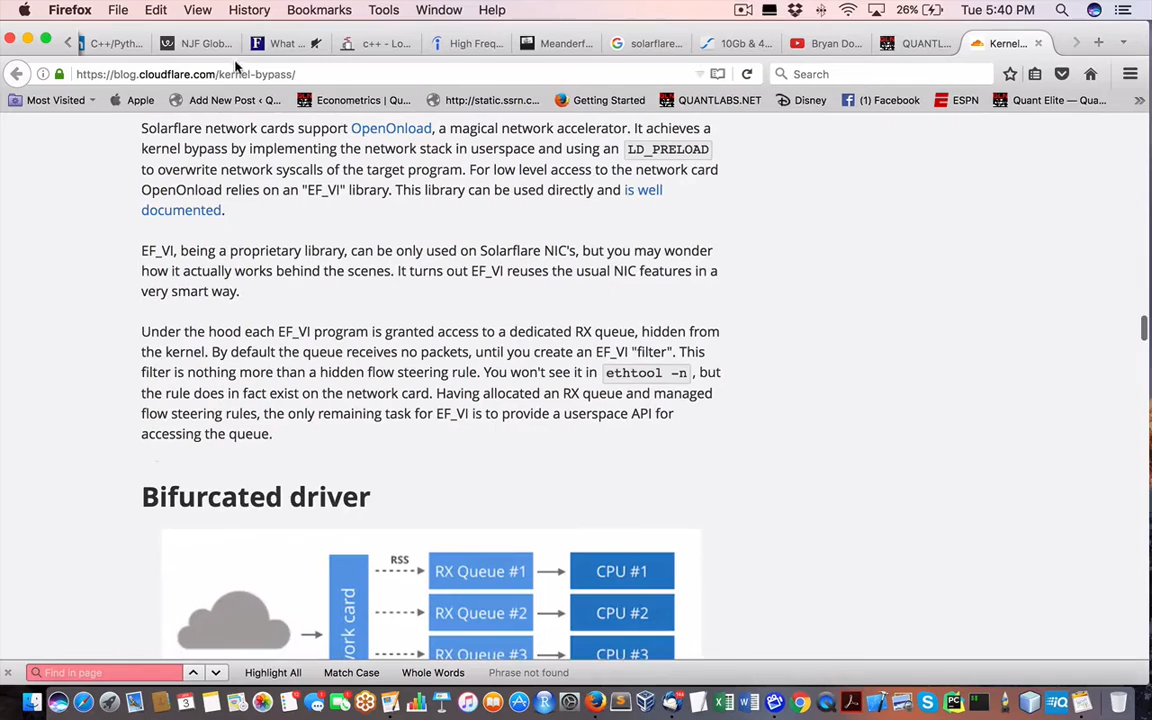 Firefox File Edit View History Bookmarks Tools Window Help 26% Tue 5:40 PM
C++/Pyth... NJF Glob... What ... c++ - Lo... High Freq... Meanderf... solarflare... 10Gb & 4... Bryan Do... QUANTL... Kernel...
https://blog.cloudflare.com/kernel-bypass/ Search
Most Visited Apple Add New Post ‹ Q... Econometrics | Qu... http://static.ssrn.c... Getting Started QUANTLABS.NET Disney (1) Facebook ESPN Quant Elite — Qua...
Solarflare network cards support OpenOnload, a magical network accelerator. It achieves a
kernel bypass by implementing the network stack in userspace and using an LD_PRELOAD
to overwrite network syscalls of the target program. For low level access to the network card
OpenOnload relies on an "EF_VI" library. This library can be used directly and is well
documented.
EF_VI, being a proprietary library, can be only used on Solarflare NIC's, but you may wonder
how it actually works behind the scenes. It turns out EF_VI reuses the usual NIC features in a
very smart way.
Under the hood each EF_VI program is granted access to a dedicated RX queue, hidden from
the kernel. By default the queue receives no packets, until you create an EF_VI "filter". This
filter is nothing more than a hidden flow steering rule. You won't see it in ethtool -n, but
the rule does in fact exist on the network card. Having allocated an RX queue and managed
flow steering rules, the only remaining task for EF_VI is to provide a userspace API for
accessing the queue.
Bifurcated driver
RSS
RX Queue #1 CPU #1
RX Queue #2 CPU #2
RX Queue #3 CPU #3
work card
Find in page Highlight All Match Case Whole Words Phrase not found